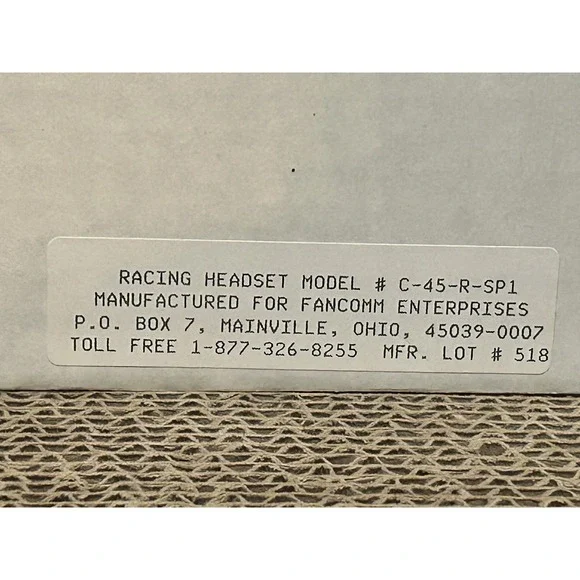 RACING HEADSET MODEL # C-45-R-SP1
MANUFACTURED FOR FANCOMM ENTERPRISES
P.O. BOX 7, MAINVILLE, OHIO, 45039-0007
TOLL FREE 1-877-326-8255 MFR. LOT # 518